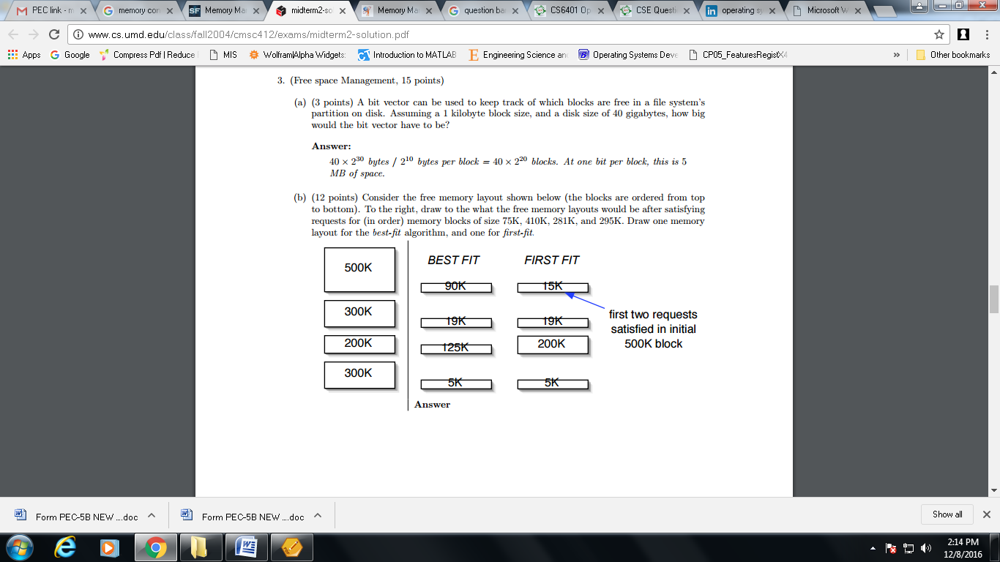 PEC link - m
memory con
Memory Ma
midterm2-so
Memory Ma
question ba
CS6401 Op
CSE Questi
operating sy
Microsoft W
www.cs.umd.edu/class/fall2004/cmsc412/exams/midterm2-solution.pdf
Apps
Google
Compress Pdf | Reduce
MIS
Wolfram|Alpha Widgets:
Introduction to MATLAB
Engineering Science an
Operating Systems Deve
CP05_FeaturesRegist
»
Other bookmarks
3. (Free space Management, 15 points)
(a) (3 points) A bit vector can be used to keep track of which blocks are free in a file system's
partition on disk. Assuming a 1 kilobyte block size, and a disk size of 40 gigabytes, how big
would the bit vector have to be?
Answer:
40 × 2³⁰ bytes / 2¹⁰ bytes per block = 40 × 2²⁰ blocks. At one bit per block, this is 5
MB of space.
(b) (12 points) Consider the free memory layout shown below (the blocks are ordered from top
to bottom). To the right, draw to the what the free memory layouts would be after satisfying
requests for (in order) memory blocks of size 75K, 410K, 281K, and 295K. Draw one memory
layout for the best-fit algorithm, and one for first-fit.
BEST FIT FIRST FIT
500K
90K 15K
300K
19K 19K
first two requests
satisfied in initial
500K block
200K
125K 200K
300K
5K 5K
Answer
Form PEC-5B NEW ....doc
Form PEC-5B NEW ....doc
Show all
2:14 PM
12/8/2016